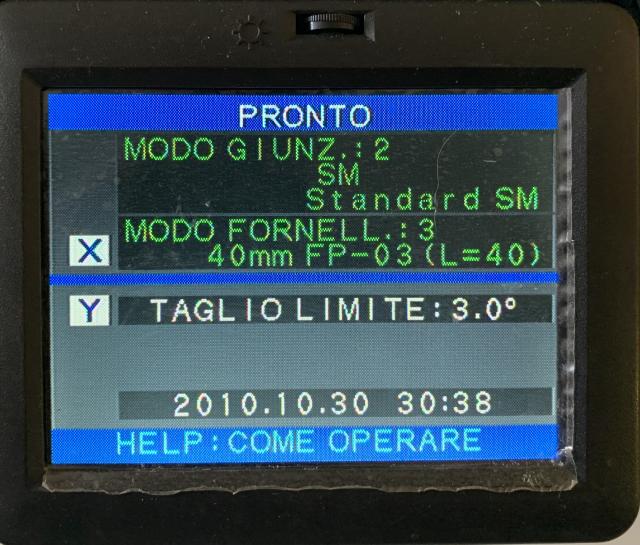 PRONTO
MODO GIUNZ.:2
SM
Standard SM
MODO FORNELL.:3
X 40mm FP-03(L=40)
Y TAGLIO LIMITE:3.0°
2010.10.30 30:38
HELP:COME OPERARE